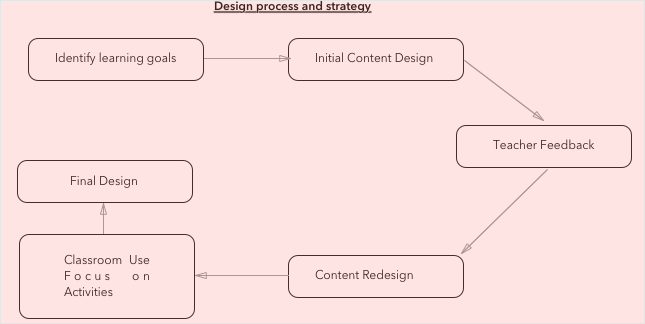 Design process and strategy
Identify learning goals
Initial Content Design
Teacher Feedback
Final Design
Classroom Use
Focus on
Activities
Content Redesign